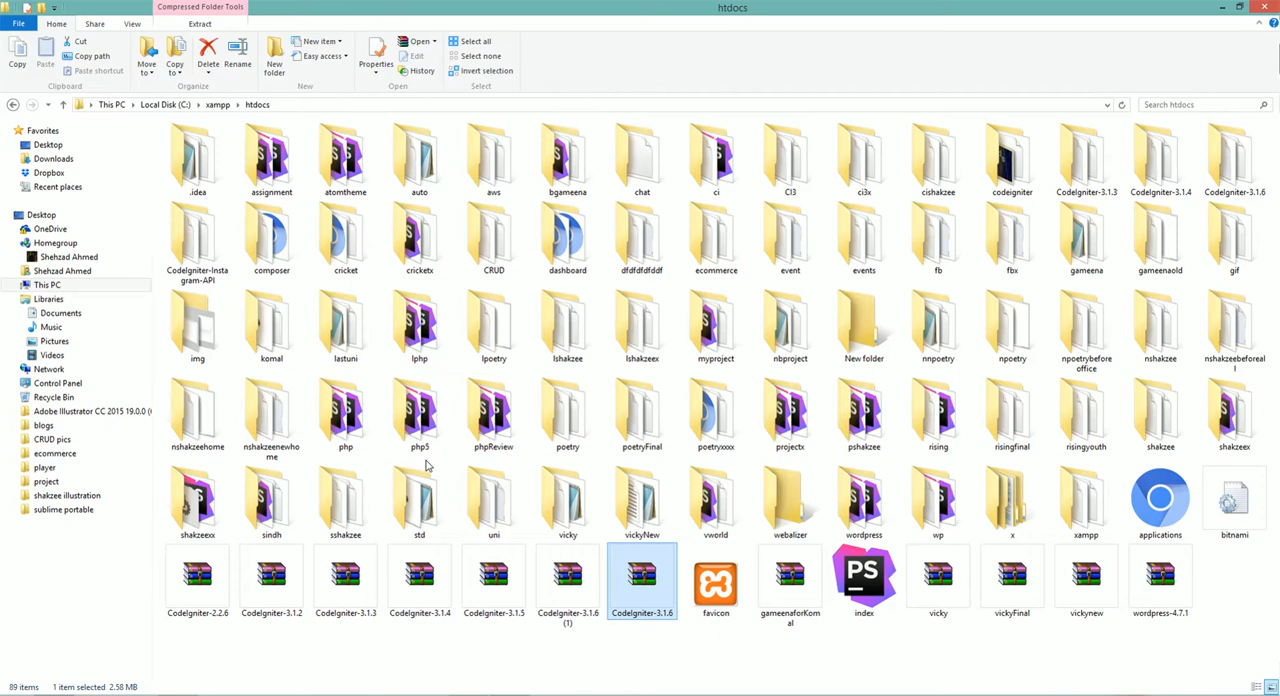 Compressed Folder Tools
htdocs
File
Home
Share
View
Extract
Copy
Paste
Cut
Copy path
Paste shortcut
Clipboard
Move to
Copy to
Delete
Rename
Organize
New folder
New item
Easy access
New
Properties
Open
Edit
History
Open
Select all
Select none
Invert selection
Select
This PC
Local Disk (C:)
xampp
htdocs
Search htdocs
Favorites
Desktop
Downloads
Dropbox
Recent places
Desktop
OneDrive
Homegroup
Shehzad Ahmed
Shehzad Ahmed
This PC
Libraries
Documents
Music
Pictures
Videos
Network
Control Panel
Recycle Bin
Adobe Illustrator CC 2015 19.0.0 (
blogs
CRUD pics
ecommerce
player
project
shakzee illustration
sublime portable
.idea
assignment
atomtheme
auto
aws
bgameena
chat
ci
CI3
ci3x
cishakzee
codeigniter
CodeIgniter-3.1.3
CodeIgniter-3.1.4
CodeIgniter-3.1.6
CodeIgniter-Inst
agram-API
composer
cricket
cricketx
CRUD
dashboard
dfdfdfdfddf
ecommerce
event
events
fb
fbx
gameena
gameenaold
gif
img
komal
lastuni
lphp
lpoetry
lshakzee
lshakzeex
myproject
nbproject
New folder
nnpoetry
npoetry
npoetrybefore
office
nshakzee
nshakzeebeforeal
l
nshakzeehome
nshakzeenewho
me
php
php5
phpReview
poetry
poetryFinal
poetryxxxx
projectx
pshakzee
rising
risingfinal
risingyouth
shakzee
shakzeex
shakzeexx
sindh
sshakzee
std
uni
vicky
vickyNew
vworld
webalizer
wordpress
wp
x
xampp
applications
bitnami
CodeIgniter-2.2.6
CodeIgniter-3.1.2
CodeIgniter-3.1.3
CodeIgniter-3.1.4
CodeIgniter-3.1.5
CodeIgniter-3.1.6
(1)
CodeIgniter-3.1.6
favicon
gameenaforKom
al
PS
index
vicky
vickyFinal
vickynew
wordpress-4.7.1
89 items
1 item selected 2.58 MB